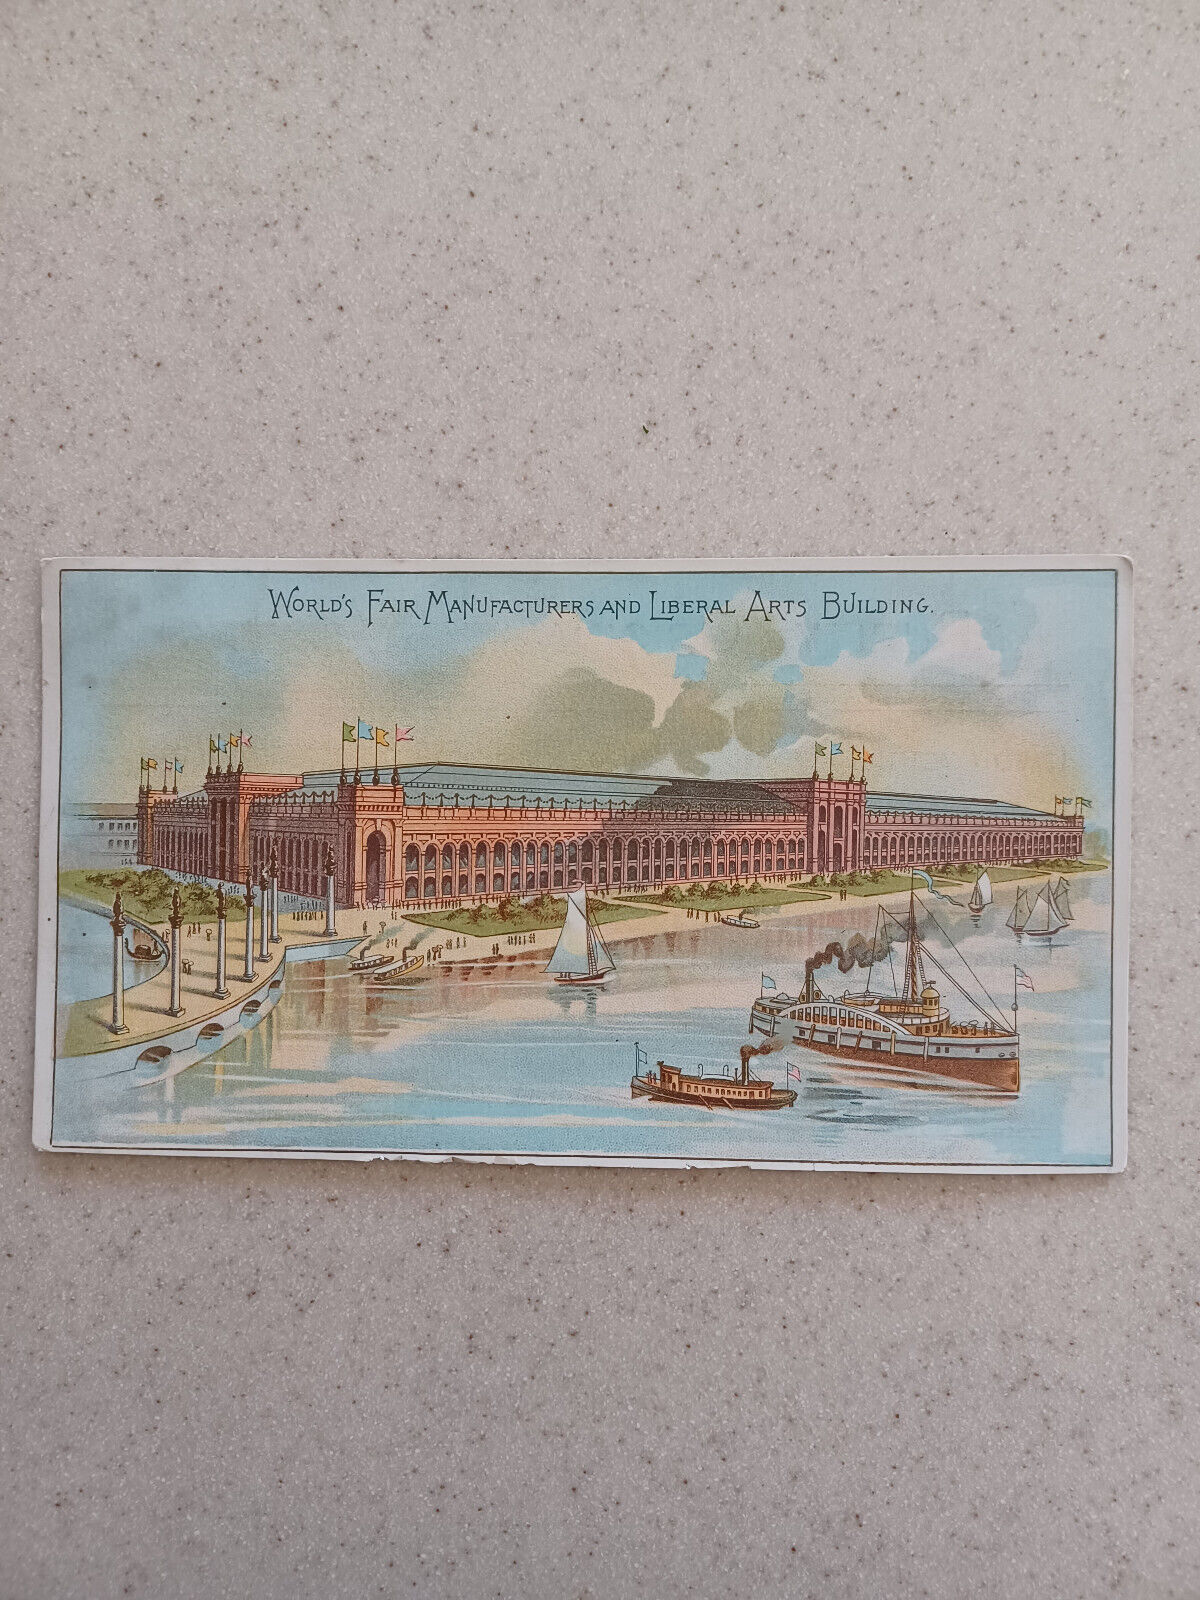 World's Fair Manufacturers and Liberal Arts Building.